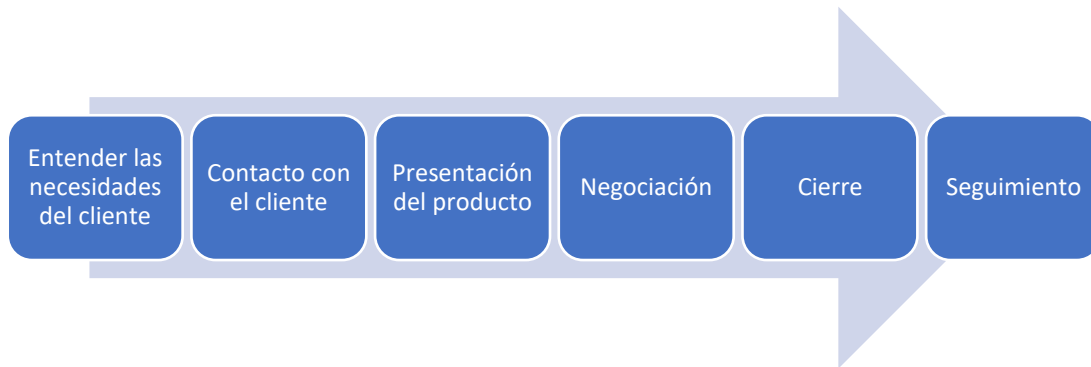 Entender las
necesidades
del cliente
Contacto con
el cliente
Presentación
del producto
Negociación
Cierre
Seguimiento